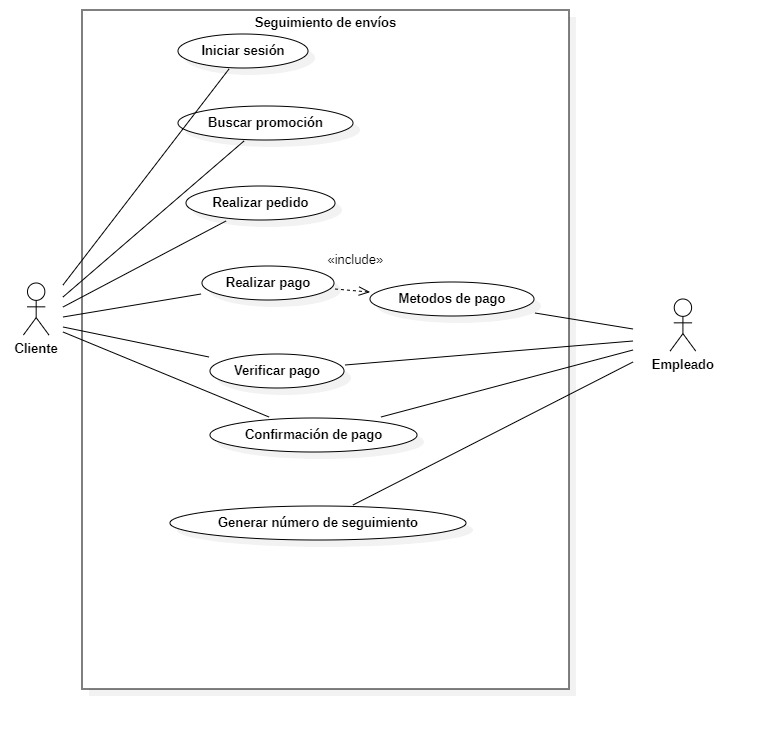 Seguimiento de envíos
Iniciar sesión
Buscar promoción
Realizar pedido
«include»
Realizar pago
Metodos de pago
Cliente
Empleado
Verificar pago
Confirmación de pago
Generar número de seguimiento